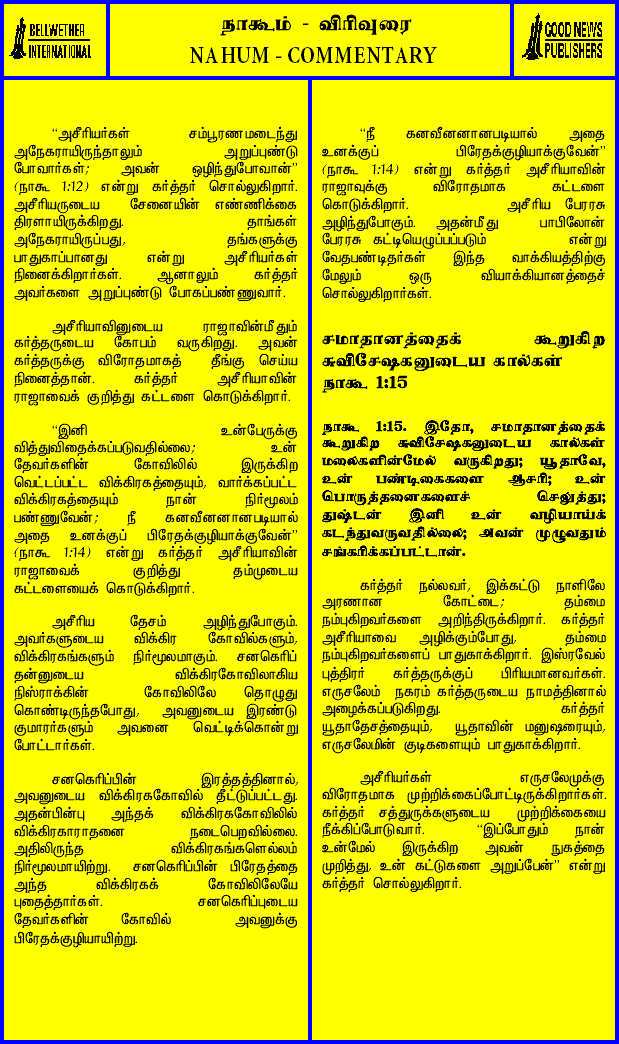 BELLWETHER
INTERNATIONAL
நாகூம் - விரிவுரை
NAHUM - COMMENTARY
GOOD NEWS
PUBLISHERS
“அசீரியர்கள் சம்பூரணமடைந்து
அநேகராயிருந்தாலும் அறுப்புண்டு
போவார்கள்; அவன் ஒழிந்துபோவான்”
(நாகூ 1:12) என்று கர்த்தர் சொல்லுகிறார்.
அசீரியருடைய சேனையின் எண்ணிக்கை
திரளாயிருக்கிறது. தாங்கள்
அநேகராயிருப்பது, தங்களுக்கு
பாதுகாப்பானது என்று அசீரியர்கள்
நினைக்கிறார்கள். ஆனாலும் கர்த்தர்
அவர்களை அறுப்புண்டு போகப்பண்ணுவார்.
அசீரியாவினுடைய ராஜாவின்மீதும்
கர்த்தருடைய கோபம் வருகிறது. அவன்
கர்த்தருக்கு விரோதமாகத் தீங்கு செய்ய
நினைத்தான். கர்த்தர் அசீரியாவின்
ராஜாவைக் குறித்து கட்டளை கொடுக்கிறார்.
“இனி உன்பேருக்கு
வித்துவிதைக்கப்படுவதில்லை; உன்
தேவர்களின் கோவிலில் இருக்கிற
வெட்டப்பட்ட விக்கிரகத்தையும், வார்க்கப்பட்ட
விக்கிரகத்தையும் நான் நிர்மூலம்
பண்ணுவேன்; நீ கனவீனனானபடியால்
அதை உனக்குப் பிரேதக்குழியாக்குவேன்”
(நாகூ 1:14) என்று கர்த்தர் அசீரியாவின்
ராஜாவைக் குறித்து தம்முடைய
கட்டளையைக் கொடுக்கிறார்.
அசீரிய தேசம் அழிந்துபோகும்.
அவர்களுடைய விக்கிர கோவில்களும்,
விக்கிரகங்களும் நிர்மூலமாகும். சனகெரிப்
தன்னுடைய விக்கிரகோவிலாகிய
நிஸ்ராக்கின் கோவிலிலே தொழுது
கொண்டிருந்தபோது, அவனுடைய இரண்டு
குமாரர்களும் அவனை வெட்டிக்கொன்று
போட்டார்கள்.
சனகெரிப்பின் இரத்தத்தினால்,
அவனுடைய விக்கிரககோவில் தீட்டுப்பட்டது.
அதன்பின்பு அந்தக் விக்கிரககோவிலில்
விக்கிரகாராதனை நடைபெறவில்லை.
அதிலிருந்த விக்கிரகங்களெல்லம்
நிர்மூலமாயிற்று. சனகெரிப்பின் பிரேதத்தை
அந்த விக்கிரகக் கோவிலிலேயே
புதைத்தார்கள். சனகெரிப்புடைய
தேவர்களின் கோவில் அவனுக்கு
பிரேதக்குழியாயிற்று.
“நீ கனவீனனானபடியால் அதை
உனக்குப் பிரேதக்குழியாக்குவேன்”
(நாகூ 1:14) என்று கர்த்தர் அசீரியாவின்
ராஜாவுக்கு விரோதமாக கட்டளை
கொடுக்கிறார். அசீரிய பேரரசு
அழிந்துபோகும். அதன்மீது பாபிலோன்
பேரரசு கட்டியெழுப்பப்படும் என்று
வேதபண்டிதர்கள் இந்த வாக்கியத்திற்கு
மேலும் ஒரு வியாக்கியானத்தைச்
சொல்லுகிறார்கள்.
சமாதானத்தைக் கூறுகிற
சுவிசேஷகனுடைய கால்கள்
நாகூ 1:15
நாகூ 1:15. இதோ, சமாதானத்தைக்
கூறுகிற சுவிசேஷகனுடைய கால்கள்
மலைகளின்மேல் வருகிறது; யூதாவே,
உன் பண்டிகைகளை ஆசரி; உன்
பொருத்தனைகளைச் செலுத்து;
துஷ்டன் இனி உன் வழியாய்க்
கடந்துவருவதில்லை; அவன் முழுவதும்
சங்கரிக்கப்பட்டான்.
கர்த்தர் நல்லவர், இக்கட்டு நாளிலே
அரணான கோட்டை; தம்மை
நம்புகிறவர்களை அறிந்திருக்கிறார். கர்த்தர்
அசீரியாவை அழிக்கும்போது, தம்மை
நம்புகிறவர்களைப் பாதுகாக்கிறார். இஸ்ரவேல்
புத்திரர் கர்த்தருக்குப் பிரியமானவர்கள்.
எருசலேம் நகரம் கர்த்தருடைய நாமத்தினால்
அழைக்கப்படுகிறது. கர்த்தர்
யூதாதேசத்தையும், யூதாவின் மனுஷரையும்,
எருசலேமின் குடிகளையும் பாதுகாக்கிறார்.
அசீரியர்கள் எருசலேமுக்கு
விரோதமாக முற்றிக்கைப்போட்டிருக்கிறார்கள்.
கர்த்தர் சத்துருக்களுடைய முற்றிக்கையை
நீக்கிப்போடுவார். “இப்போதும் நான்
உன்மேல் இருக்கிற அவன் நுகத்தை
முறித்து, உன் கட்டுகளை அறுப்பேன்” என்று
கர்த்தர் சொல்லுகிறார்.